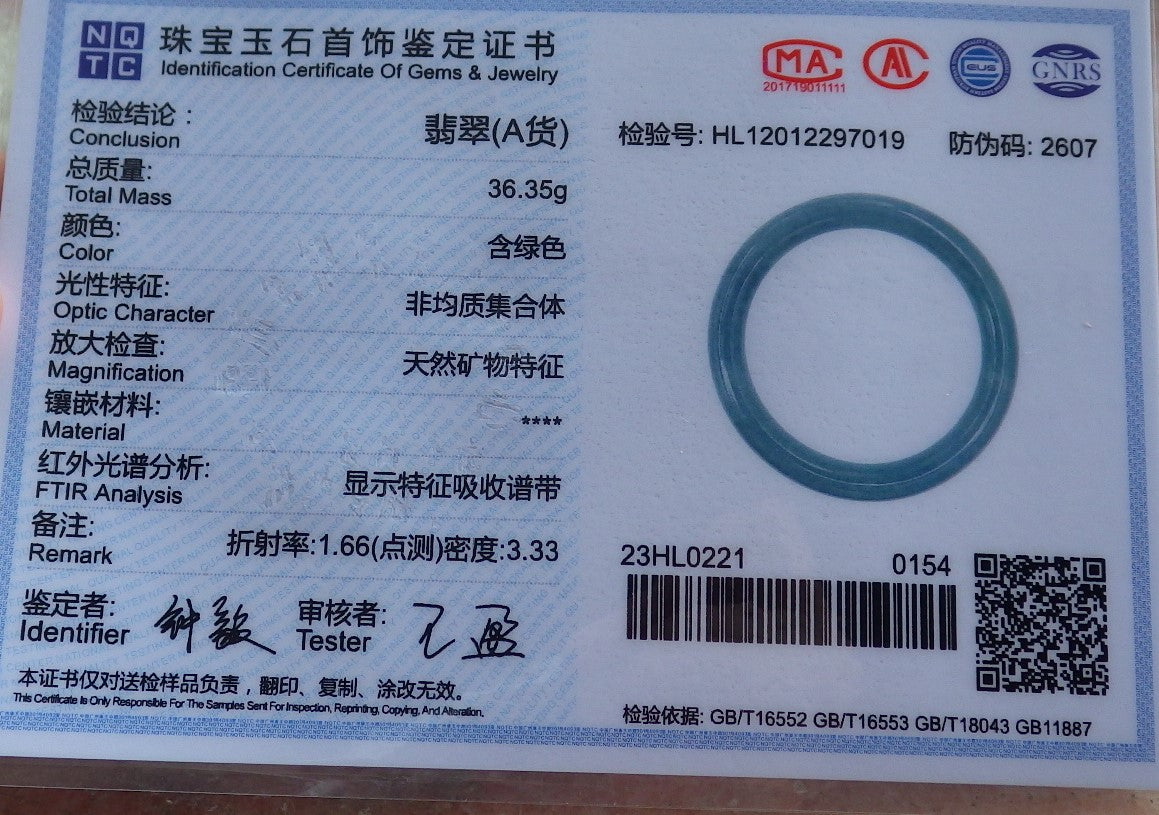 NQ
TC
珠宝玉石首饰鉴定证书
Identification Certificate Of Gems & Jewelry
检验结论：
Conclusion
翡翠(A货)
总质量:
Total Mass
36.35g
颜色:
Color
含绿色
光性特征:
Optic Character
非均质集合体
放大检查:
Magnification
天然矿物特征
镶嵌材料:
Material
****
红外光谱分析:
FTIR Analysis
显示特征吸收谱带
备注:
Remark
折射率:1.66(点测)密度:3.33
鉴定者:
Identifier
审核者:
Tester
本证书仅对送检样品负责，翻印、复制、涂改无效。
This Certificate Is Only Responsible For The Samples Sent For Inspection, Reprinting, Copying, And Alteration.
MA
201719011111
CUS
GNRS
检验号: HL12012297019
防伪码: 2607
23HL0221
0154
检验依据: GB/T16552 GB/T16553 GB/T18043 GB11887